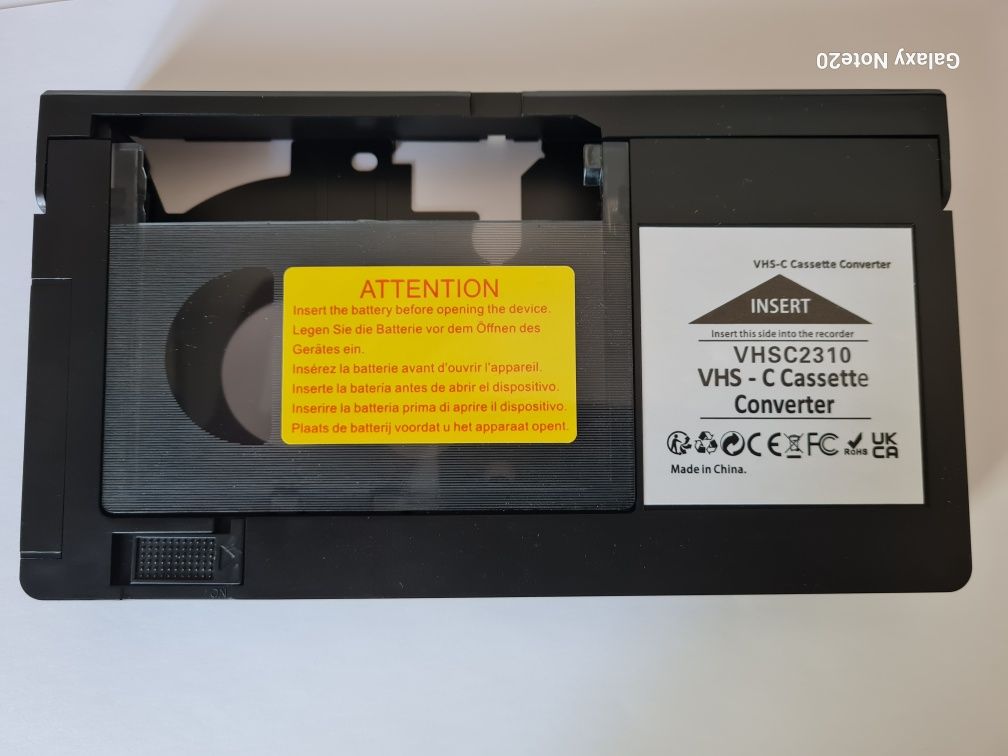 Galaxy Note20
ATTENTION
Insert the battery before opening the device.
Legen Sie die Batterie vor dem Öffnen des
Gerätes ein.
Insérez la batterie avant d'ouvrir l'appareil.
Inserte la batería antes de abrir el dispositivo.
Inserire la batteria prima di aprire il dispositivo.
Plaats de batterij voordat u het apparaat opent.
VHS-C Cassette Converter
INSERT
Insert this side into the recorder
VHSC2310
VHS - C Cassette
Converter
CE FC RoHS UK
CA
Made in China.
ON